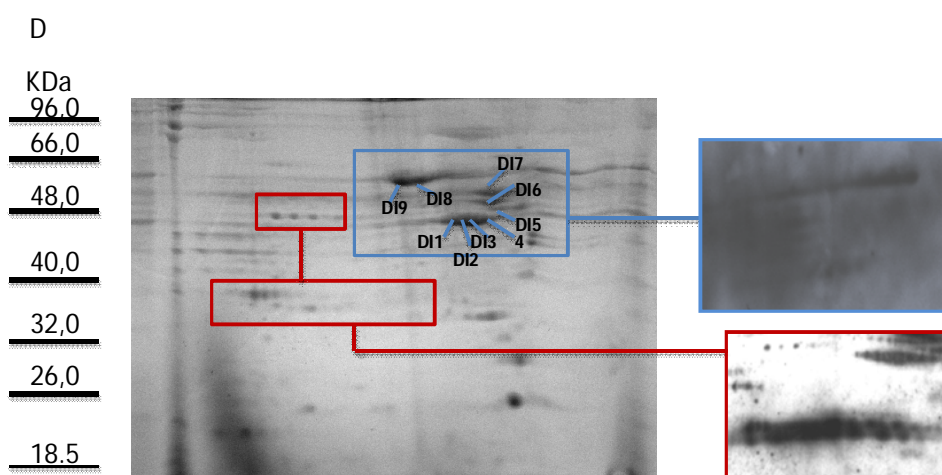 D
KDa
96,0
66,0
48,0
40,0
32,0
26,0
18.5
DI7
DI6
DI9 DI8
DI5
DI1 DI3 4
DI2